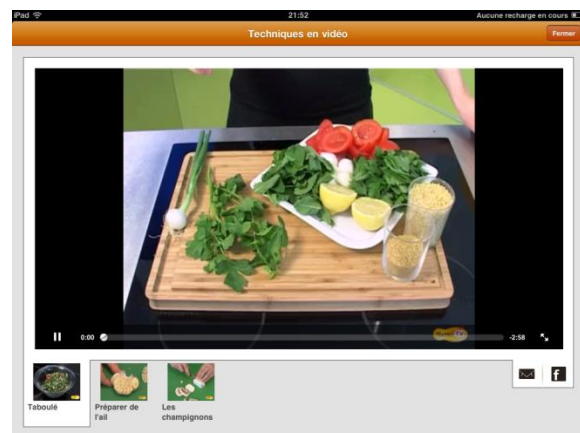 iPad
21:52
Aucune recharge en cours
Techniques en vidéo
Fermer
0:00
-2:58
Taboulé
Préparer de
l'ail
Les
champignons
f